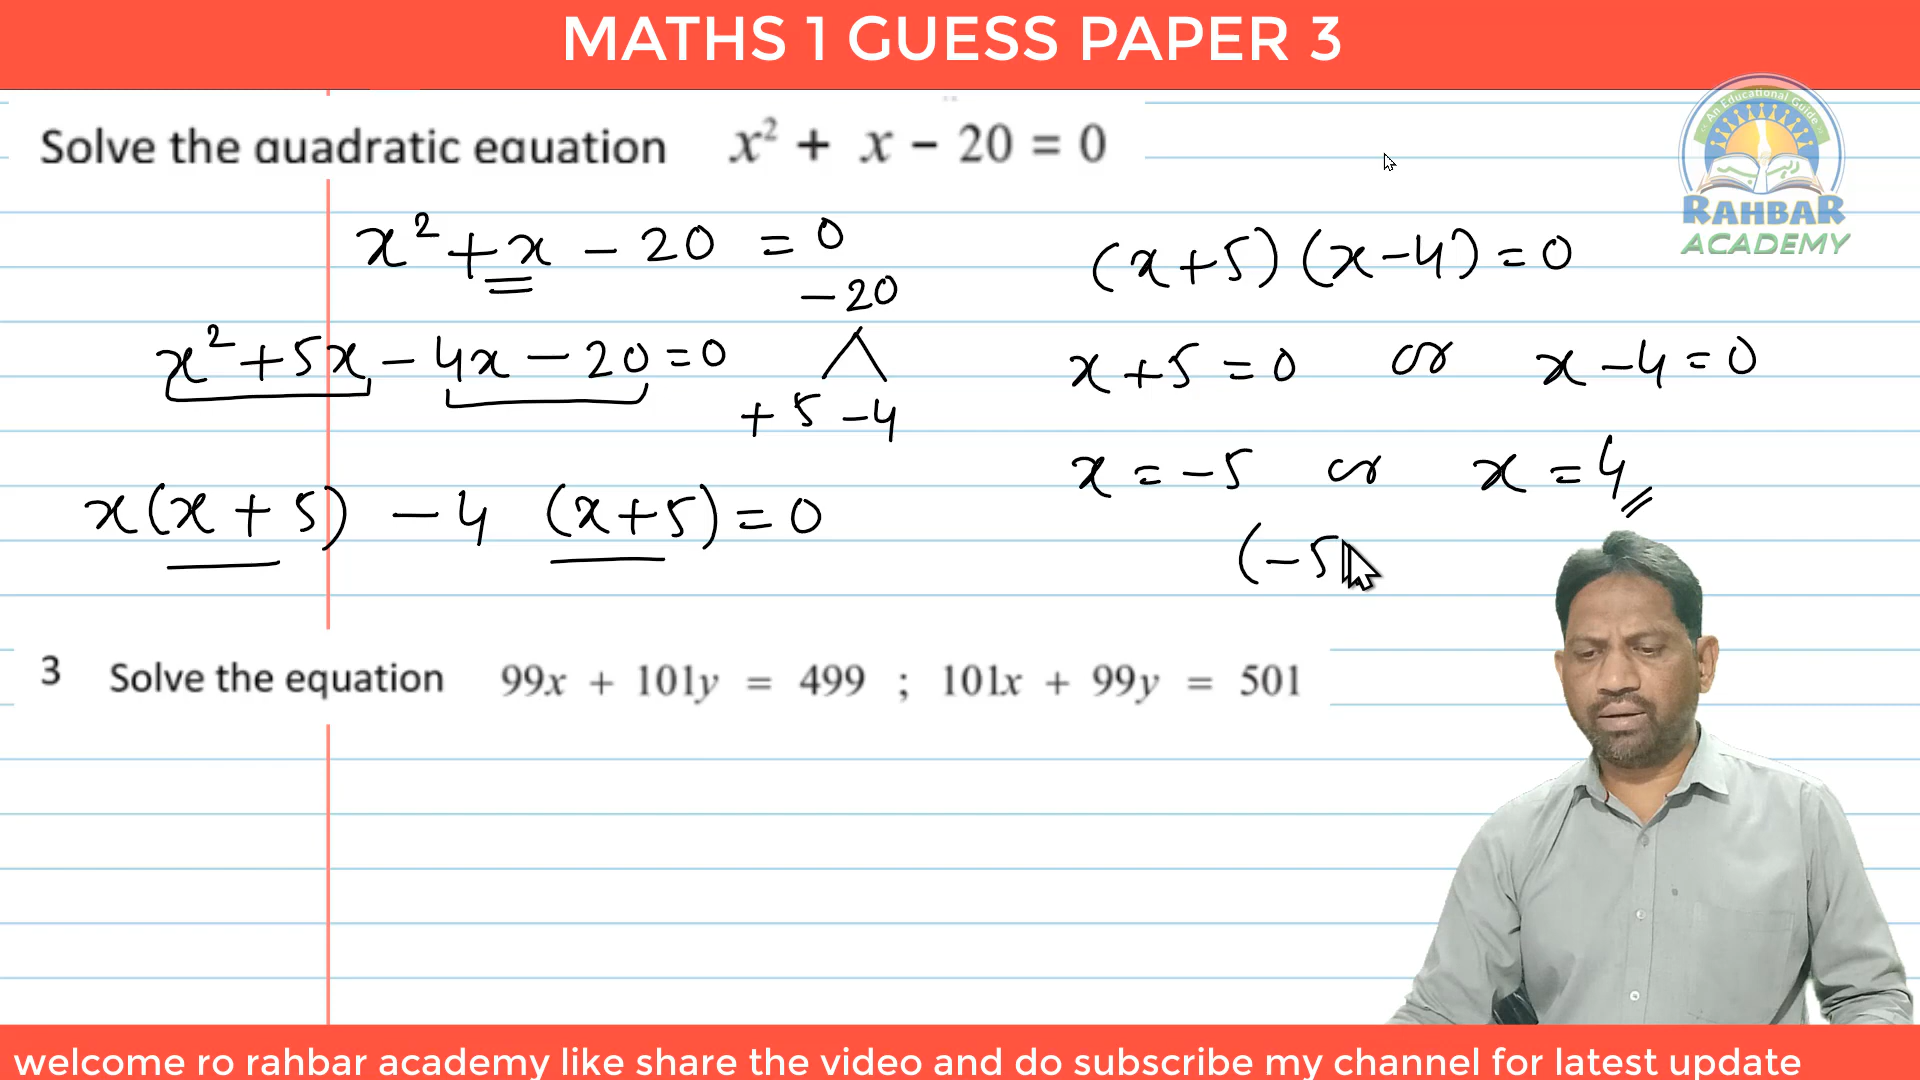 MATHS 1 GUESS PAPER 3
An Educational Guide
RAHBAR
ACADEMY
Solve the quadratic equation x² + x − 20 = 0
x² + x − 20 = 0
−20
x² + 5x − 4x − 20 = 0
+ 5 − 4
x(x + 5) − 4 (x + 5) = 0
(x + 5) (x − 4) = 0
x + 5 = 0 or x − 4 = 0
x = −5 or x = 4
(−5
3 Solve the equation 99x + 101y = 499 ; 101x + 99y = 501
welcome ro rahbar academy like share the video and do subscribe my channel for latest update